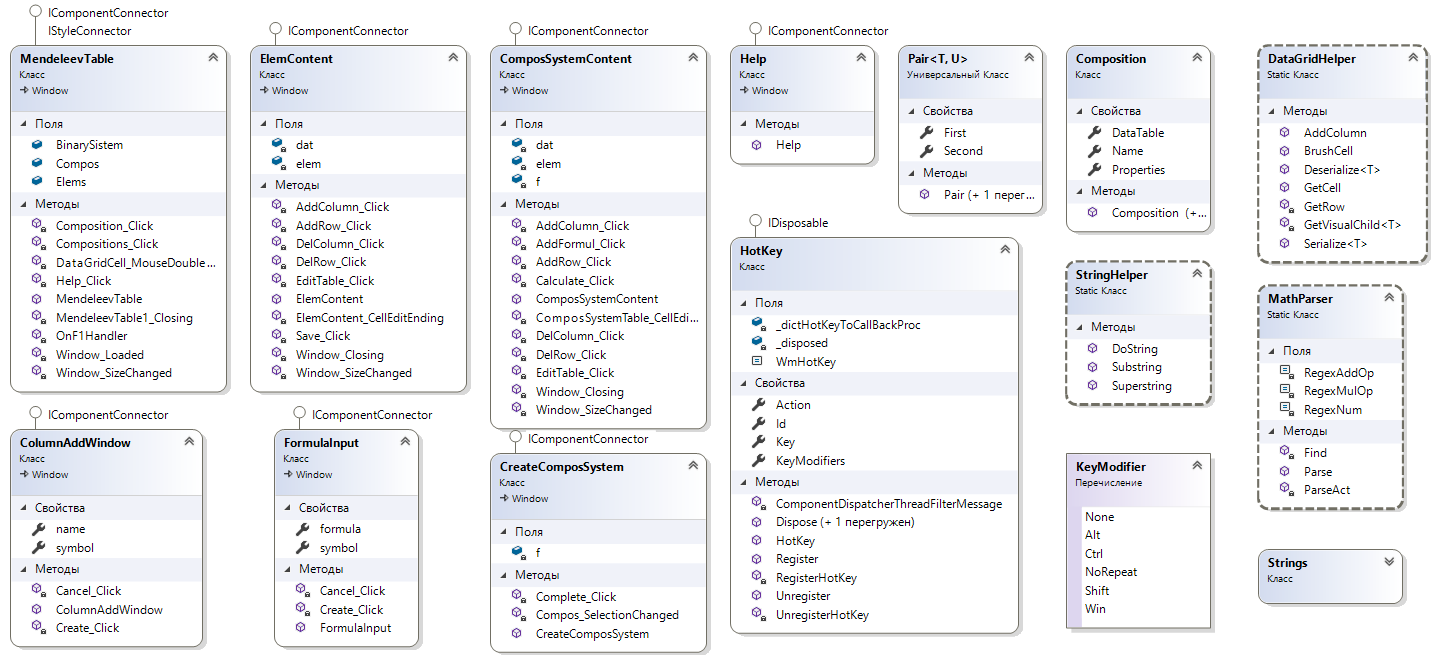 IComponentConnector
IStyleConnector
MendeleevTable
Класс
Window
Поля
BinarySistem
Compos
Elems
Методы
Composition_Click
Compositions_Click
DataGridCell_MouseDouble...
Help_Click
MendeleevTable
MendeleevTable1_Closing
OnF1Handler
Window_Loaded
Window_SizeChanged
IComponentConnector
ElemContent
Класс
Window
Поля
dat
elem
Методы
AddColumn_Click
AddRow_Click
DelColumn_Click
DelRow_Click
EditTable_Click
ElemContent
ElemContent_CellEditEnding
Save_Click
Window_Closing
Window_SizeChanged
IComponentConnector
ComposSystemContent
Класс
Window
Поля
dat
elem
f
Методы
AddColumn_Click
AddFormul_Click
AddRow_Click
Calculate_Click
ComposSystemContent
ComposSystemTable_CellEdi...
DelColumn_Click
DelRow_Click
EditTable_Click
Window_Closing
Window_SizeChanged
IComponentConnector
Help
Класс
Window
Методы
Help
Pair<T, U>
Универсальный Класс
Свойства
First
Second
Методы
Pair (+ 1 перег...
Composition
Класс
Свойства
DataTable
Name
Properties
Методы
Composition (+...
DataGridHelper
Static Класс
Методы
AddColumn
BrushCell
Deserialize<T>
GetCell
GetRow
GetVisualChild<T>
Serialize<T>
IDisposable
HotKey
Класс
Поля
_dictHotKeyToCallBackProc
_disposed
WmHotKey
Свойства
Action
Id
Key
KeyModifiers
Методы
ComponentDispatcherThreadFilterMessage
Dispose (+ 1 перегружен)
HotKey
Register
RegisterHotKey
Unregister
UnregisterHotKey
StringHelper
Static Класс
Методы
DoString
Substring
Superstring
MathParser
Static Класс
Поля
RegexAddOp
RegexMulOp
RegexNum
Методы
Find
Parse
ParseAct
IComponentConnector
ColumnAddWindow
Класс
Window
Свойства
name
symbol
Методы
Cancel_Click
ColumnAddWindow
Create_Click
IComponentConnector
FormulaInput
Класс
Window
Свойства
formula
symbol
Методы
Cancel_Click
Create_Click
FormulaInput
IComponentConnector
CreateComposSystem
Класс
Window
Поля
f
Методы
Complete_Click
Compos_SelectionChanged
CreateComposSystem
KeyModifier
Перечисление
None
Alt
Ctrl
NoRepeat
Shift
Win
Strings
Класс